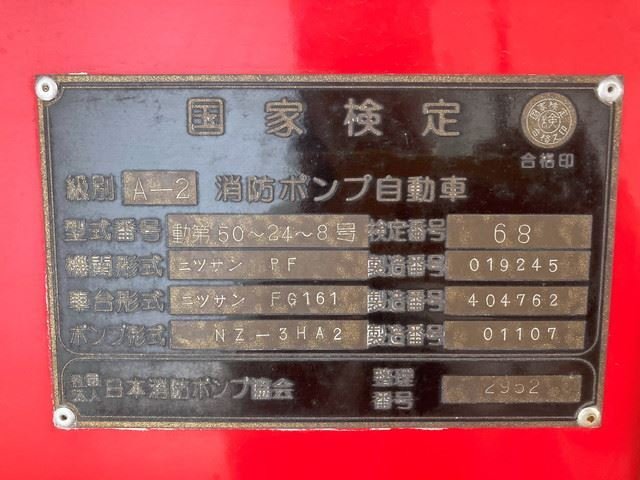 国家検定
合格印
級別 A-2 消防ポンプ自動車
型式番号 動第50~24~8号 検定番号 68
機関形式 ニツサン PF 製造番号 019245
車台形式 ニツサン FG161 製造番号 404762
ポンプ形式 NZ-3HA2 製造番号 01107
社団法人 日本消防ポンプ協会 整理番号 2952